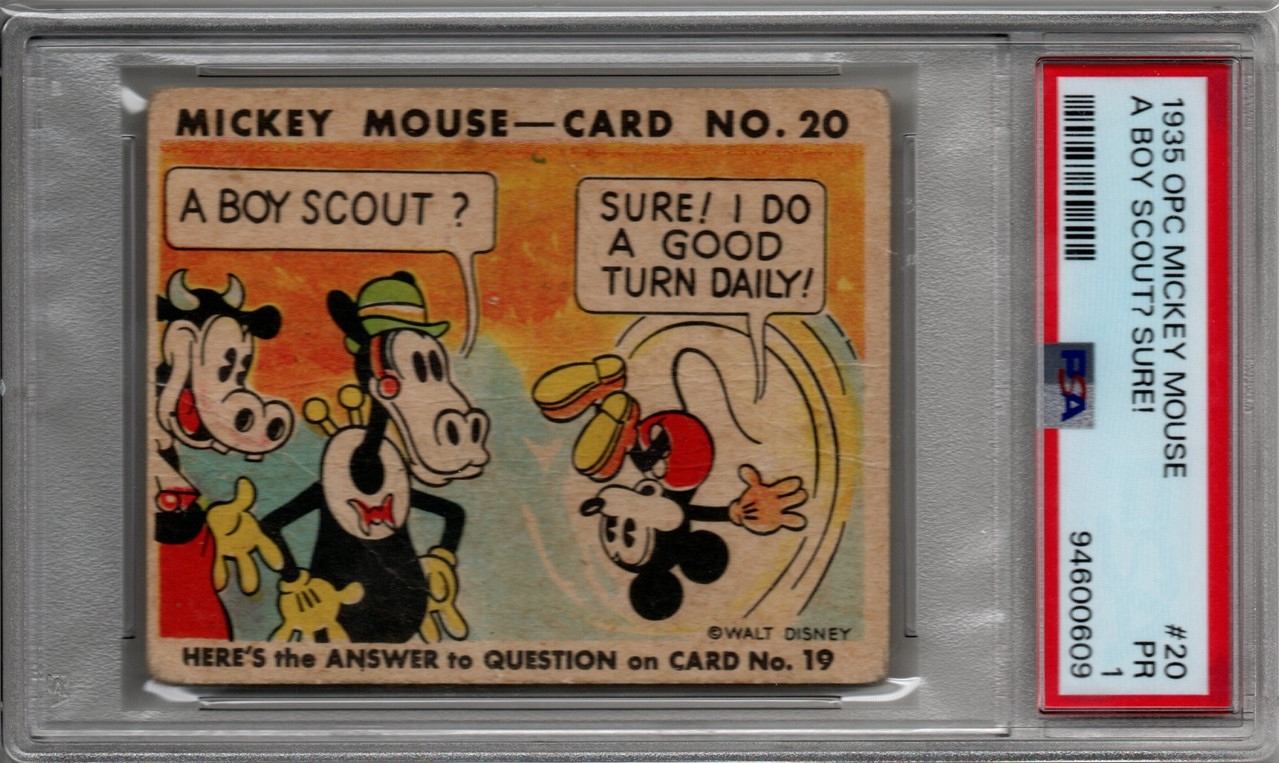 MICKEY MOUSE—CARD NO. 20
A BOY SCOUT ?
SURE! I DO
A GOOD
TURN DAILY!
©WALT DISNEY
HERE'S the ANSWER to QUESTION on CARD No. 19
1935 OPC MICKEY MOUSE #20
A BOY SCOUT? SURE! PR
1
PSA
94600609